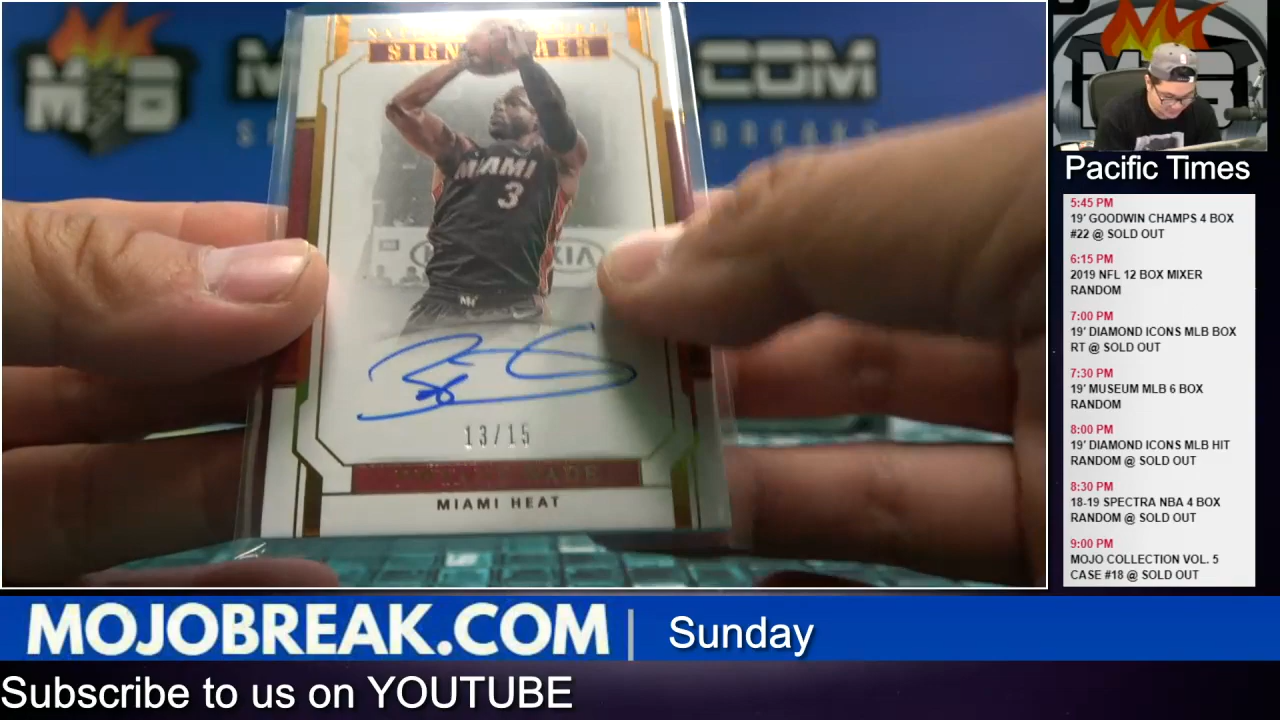 SIGNATURES
MIAMI
3
KIA
13/15
MIAMI HEAT
.COM
Pacific Times
5:45 PM
19' GOODWIN CHAMPS 4 BOX
#22 @ SOLD OUT
6:15 PM
2019 NFL 12 BOX MIXER
RANDOM
7:00 PM
19' DIAMOND ICONS MLB BOX
RT @ SOLD OUT
7:30 PM
19' MUSEUM MLB 6 BOX
RANDOM
8:00 PM
19' DIAMOND ICONS MLB HIT
RANDOM @ SOLD OUT
8:30 PM
18-19 SPECTRA NBA 4 BOX
RANDOM @ SOLD OUT
9:00 PM
MOJO COLLECTION VOL. 5
CASE #18 @ SOLD OUT
MOJOBREAK.COM | Sunday
Subscribe to us on YOUTUBE